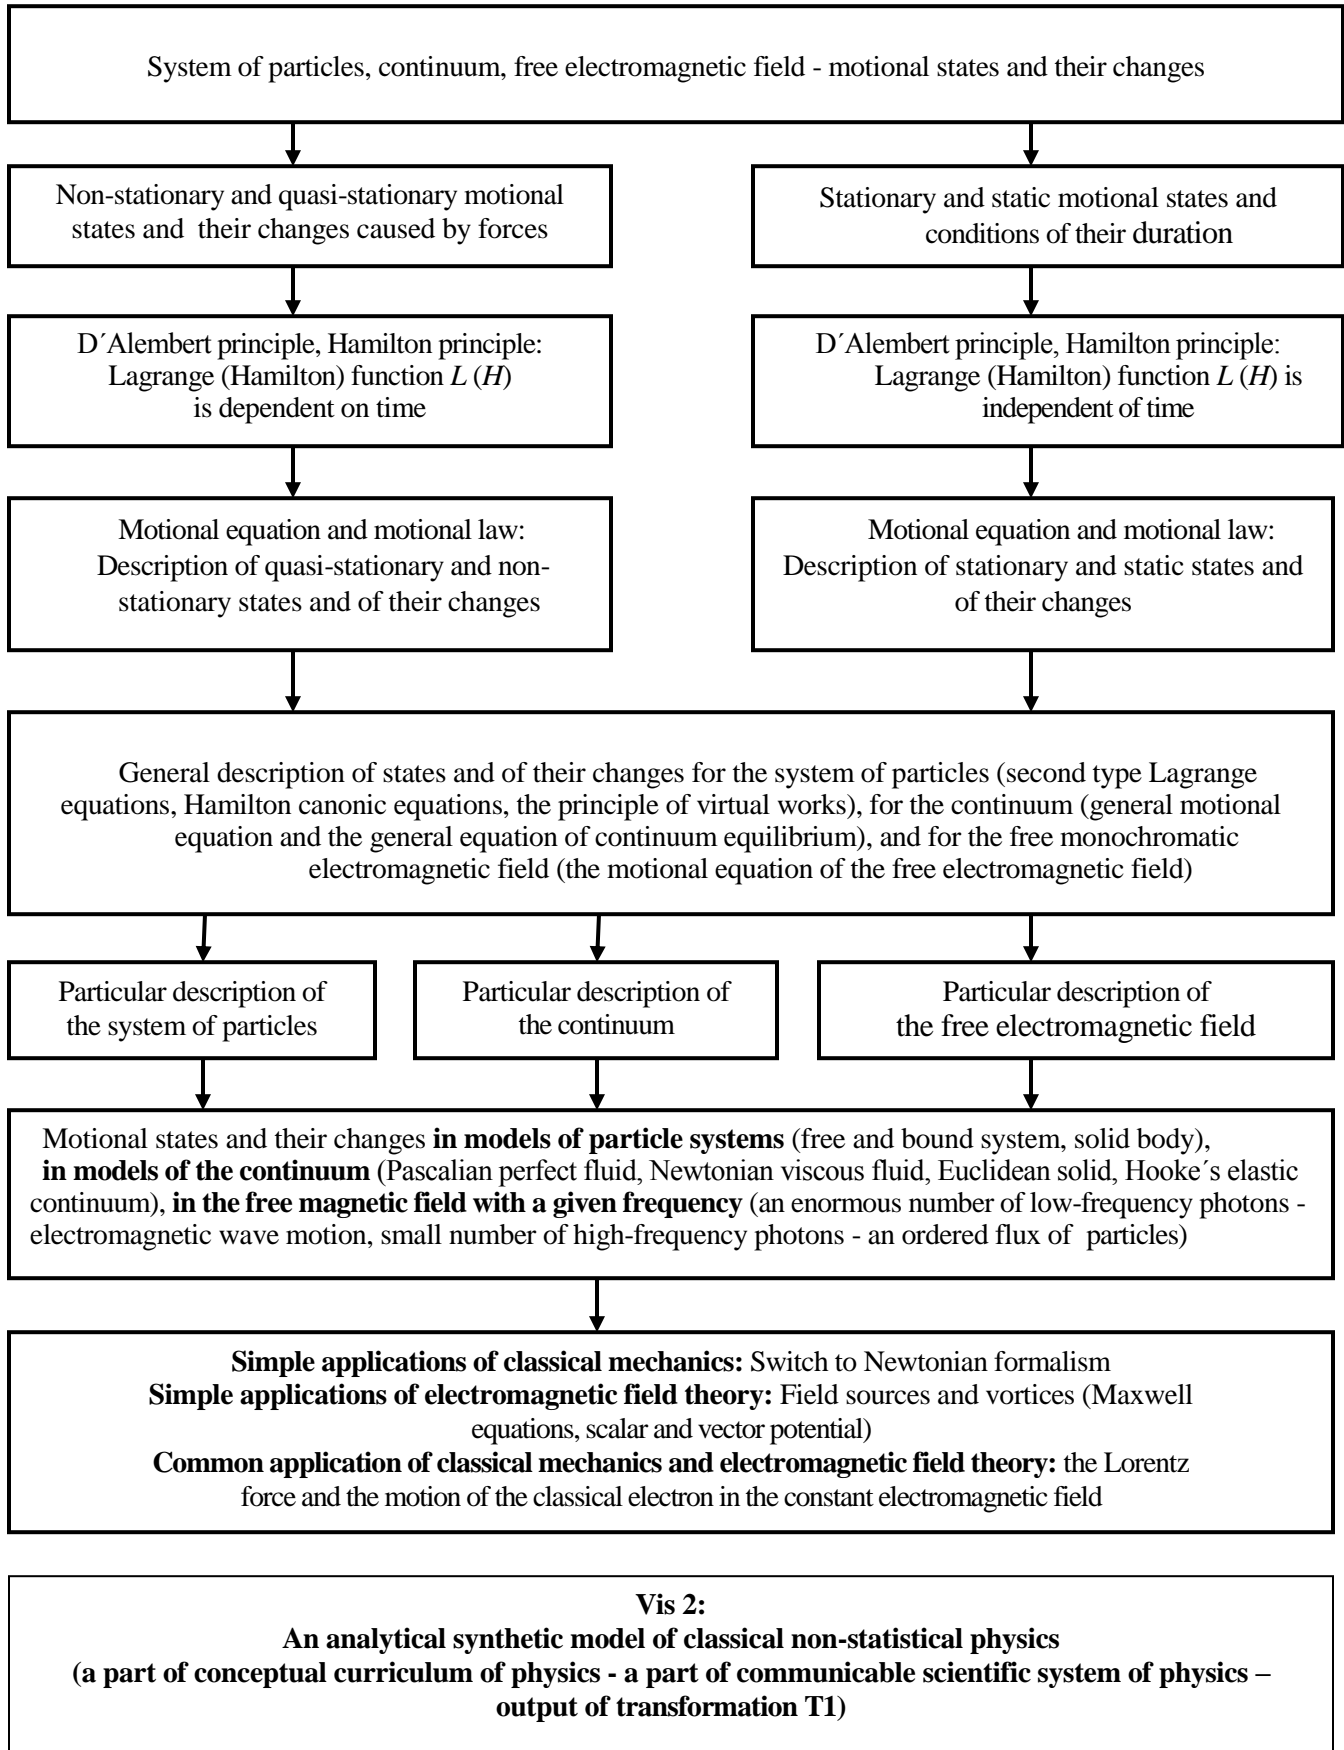 System of particles, continuum, free electromagnetic field - motional states and their changes
Non-stationary and quasi-stationary motional
states and their changes caused by forces
Stationary and static motional states and
conditions of their duration
D´Alembert principle, Hamilton principle:
Lagrange (Hamilton) function L (H)
is dependent on time
D´Alembert principle, Hamilton principle:
Lagrange (Hamilton) function L (H) is
independent of time
Motional equation and motional law:
Description of quasi-stationary and non-
stationary states and of their changes
Motional equation and motional law:
Description of stationary and static states and
of their changes
General description of states and of their changes for the system of particles (second type Lagrange
equations, Hamilton canonic equations, the principle of virtual works), for the continuum (general motional
equation and the general equation of continuum equilibrium), and for the free monochromatic
electromagnetic field (the motional equation of the free electromagnetic field)
Particular description of
the system of particles
Particular description of
the continuum
Particular description of
the free electromagnetic field
Motional states and their changes in models of particle systems (free and bound system, solid body),
in models of the continuum (Pascalian perfect fluid, Newtonian viscous fluid, Euclidean solid, Hooke´s elastic
continuum), in the free magnetic field with a given frequency (an enormous number of low-frequency photons -
electromagnetic wave motion, small number of high-frequency photons - an ordered flux of particles)
Simple applications of classical mechanics: Switch to Newtonian formalism
Simple applications of electromagnetic field theory: Field sources and vortices (Maxwell
equations, scalar and vector potential)
Common application of classical mechanics and electromagnetic field theory: the Lorentz
force and the motion of the classical electron in the constant electromagnetic field
Vis 2:
An analytical synthetic model of classical non-statistical physics
(a part of conceptual curriculum of physics - a part of communicable scientific system of physics –
output of transformation T1)